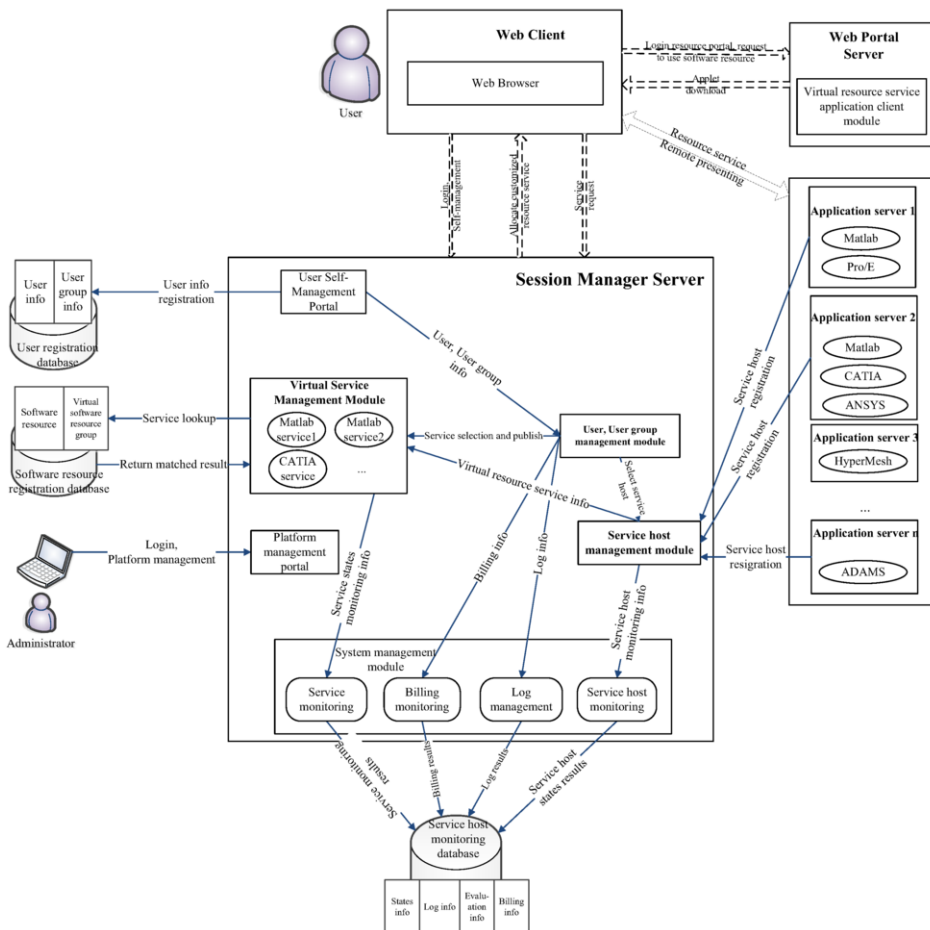 Web Client
Web Browser
User
Login resource portal, request
to use software resource
Applet
download
Web Portal
Server
Virtual resource service
application client
module
Resource service
Remote presenting
Login
Self-management
Allocate customized
resource service
Service
request
Application server 1
Matlab
Pro/E
Application server 2
Matlab
CATIA
ANSYS
Application server 3
HyperMesh
...
Application server n
ADAMS
Session Manager Server
User Self-
Management
Portal
User info
registration
User
info
User
group
info
User registration
database
User, User group
info
Virtual Service
Management Module
Matlab
service1
Matlab
service2
CATIA
service
...
Software
resource
Virtual
software
resource
group
Software resource
registration database
Service lookup
Return matched result
Service selection and publish
User, User group
management module
Virtual resource service info
Select service
host
Service host
management module
Service host
registration
Service host
registration
Service host
resignation
Login,
Platform management
Platform
management
portal
Administrator
Service states
monitoring info
Billing info
Log info
Service host
monitoring info
System management
module
Service
monitoring
Billing
monitoring
Log
management
Service host
monitoring
Service monitoring
results
Billing results
Log results
Service host
states results
Service host
monitoring
database
States
info
Log info
Evalu-
ation
info
Billing
info